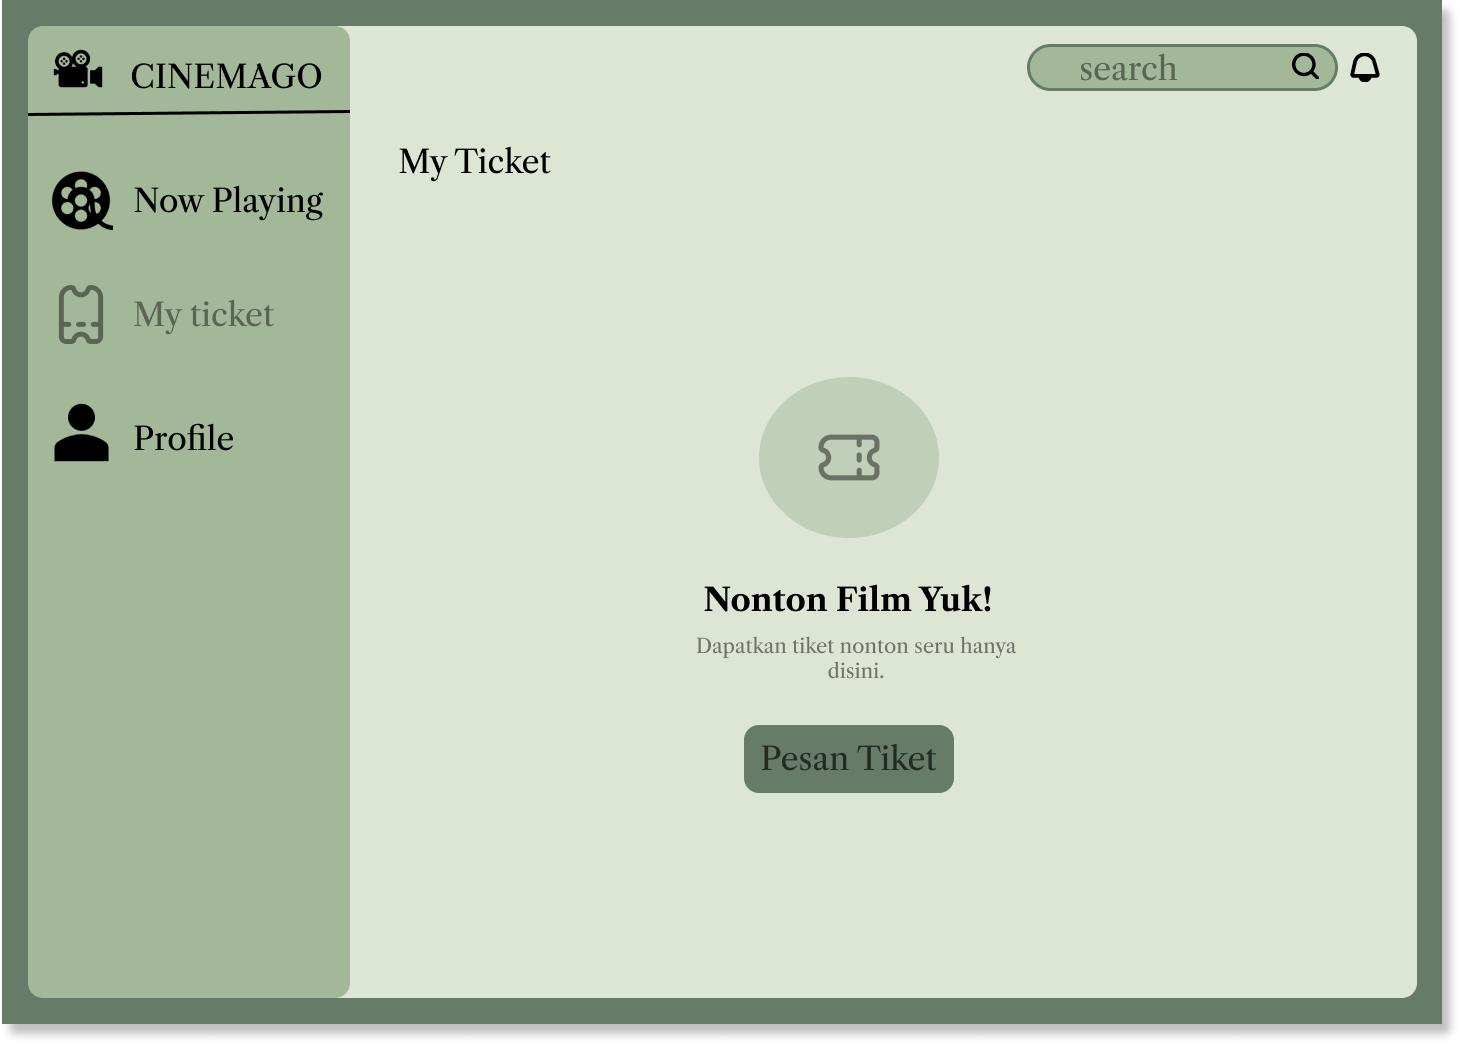 CINEMAGO
search
My Ticket
Now Playing
My ticket
Profile
Nonton Film Yuk!
Dapatkan tiket nonton seru hanya
disini.
Pesan Tiket